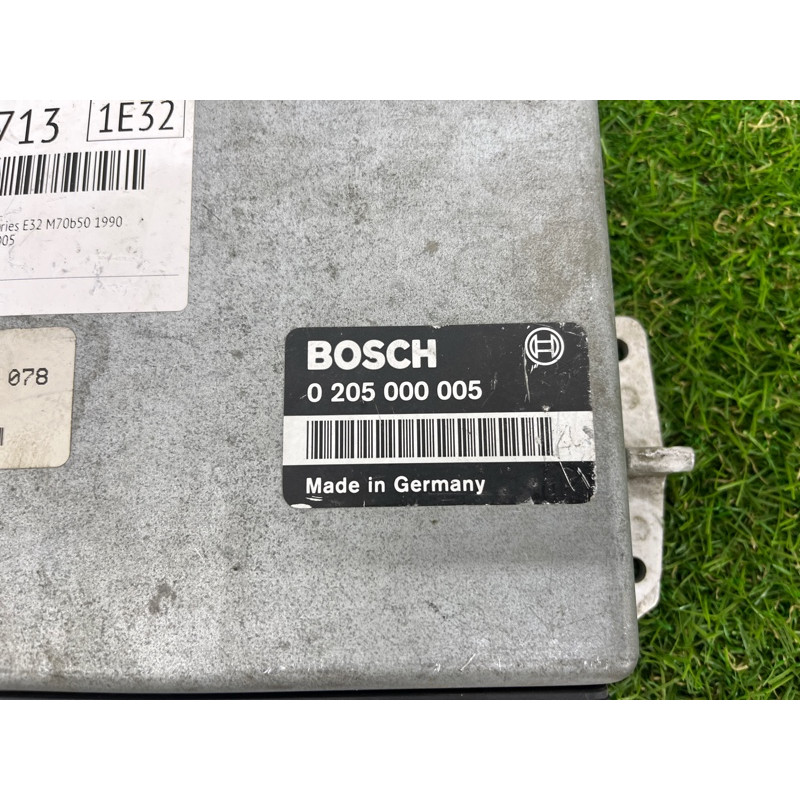 713 1E32
ries E32 M70b50 1990
005
078
BOSCH
0 205 000 005
Made in Germany